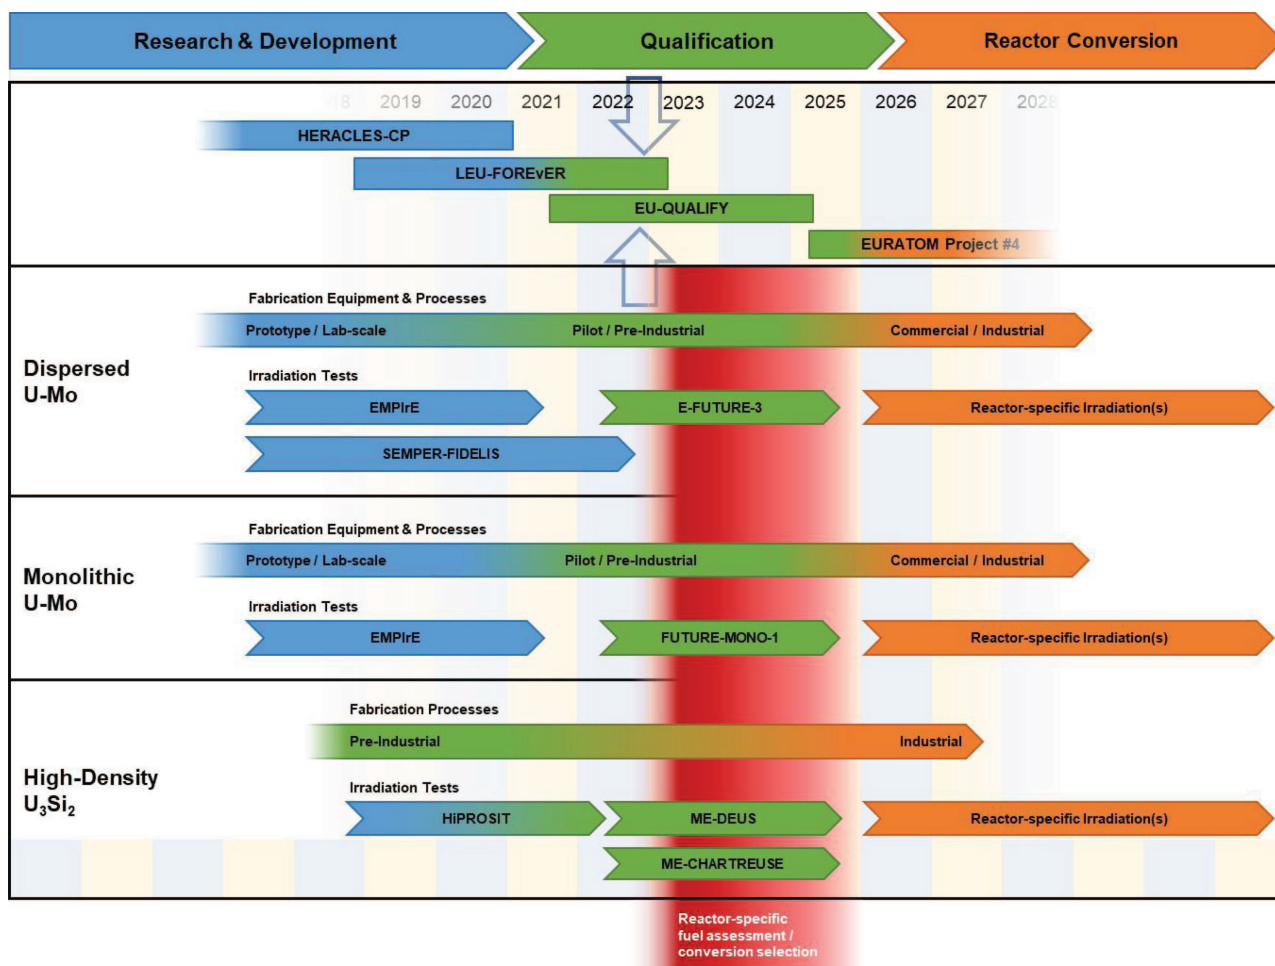 Research & Development
Qualification
Reactor Conversion
18 2019 2020 2021 2022 2023 2024 2025 2026 2027 2028
HERACLES-CP
LEU-FOREvER
EU-QUALIFY
EURATOM Project #4
Dispersed
U-Mo
Fabrication Equipment & Processes
Prototype / Lab-scale
Pilot / Pre-Industrial
Commercial / Industrial
Irradiation Tests
EMPIrE
E-FUTURE-3
Reactor-specific Irradiation(s)
SEMPER-FIDELIS
Monolithic
U-Mo
Fabrication Equipment & Processes
Prototype / Lab-scale
Pilot / Pre-Industrial
Commercial / Industrial
Irradiation Tests
EMPIrE
FUTURE-MONO-1
Reactor-specific Irradiation(s)
High-Density
U₃Si₂
Fabrication Processes
Pre-Industrial
Industrial
Irradiation Tests
HiPROSIT
ME-DEUS
Reactor-specific Irradiation(s)
ME-CHARTREUSE
Reactor-specific
fuel assessment /
conversion selection